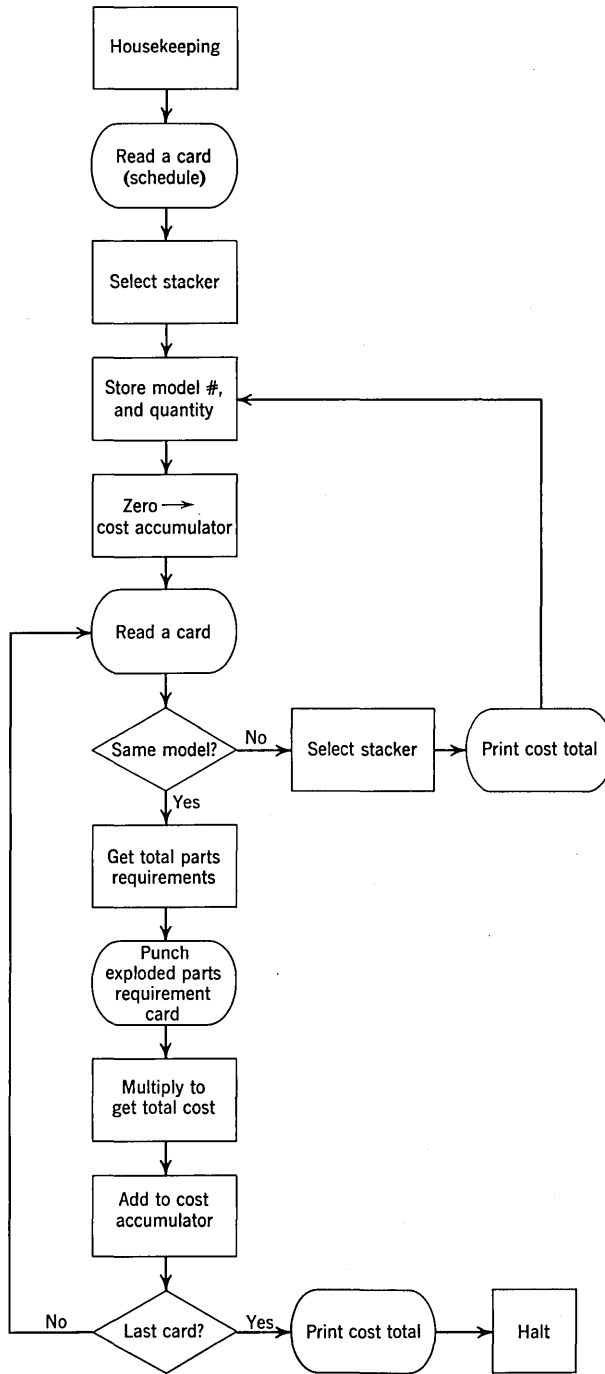 Housekeeping
Read a card
(schedule)
Select stacker
Store model #,
and quantity
Zero →
cost accumulator
Read a card
Same model?
No
Select stacker
Print cost total
Yes
Get total parts
requirements
Punch
exploded parts
requirement
card
Multiply to
get total cost
Add to cost
accumulator
No
Last card?
Yes
Print cost total
Halt